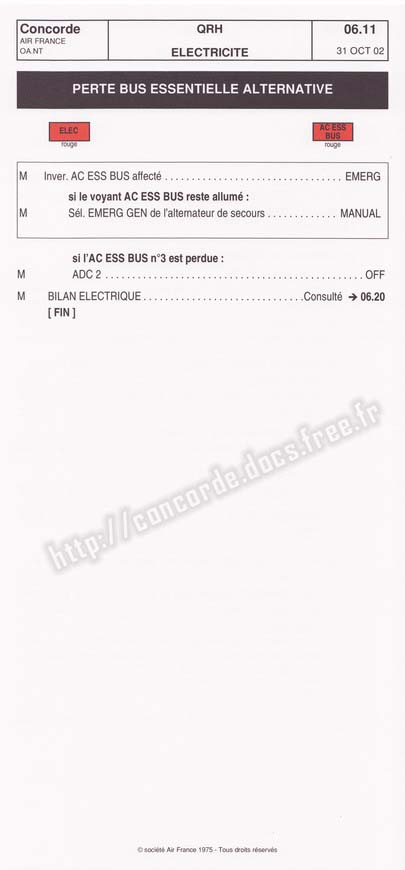 Concorde QRH 06.11
AIR FRANCE
OA.NT ELECTRICITE 31 OCT 02
PERTE BUS ESSENTIELLE ALTERNATIVE
ELEC
rouge
AC ESS
BUS
rouge
M Inver. AC ESS BUS affecté . . . . . . . . . . . . . . . . . . . . . . . . . . . . . . EMERG
si le voyant AC ESS BUS reste allumé :
M Sél. EMERG GEN de l'alternateur de secours . . . . . . . . . . . . . MANUAL
si l'AC ESS BUS n°3 est perdue :
M ADC 2 . . . . . . . . . . . . . . . . . . . . . . . . . . . . . . . . . . . . . . . . . . . . . . . OFF
M BILAN ELECTRIQUE . . . . . . . . . . . . . . . . . . . . . . . . . . . . .Consulté ➔ 06.20
[ FIN ]
http://concorde.docs.free.fr
© société Air France 1975 - Tous droits réservés